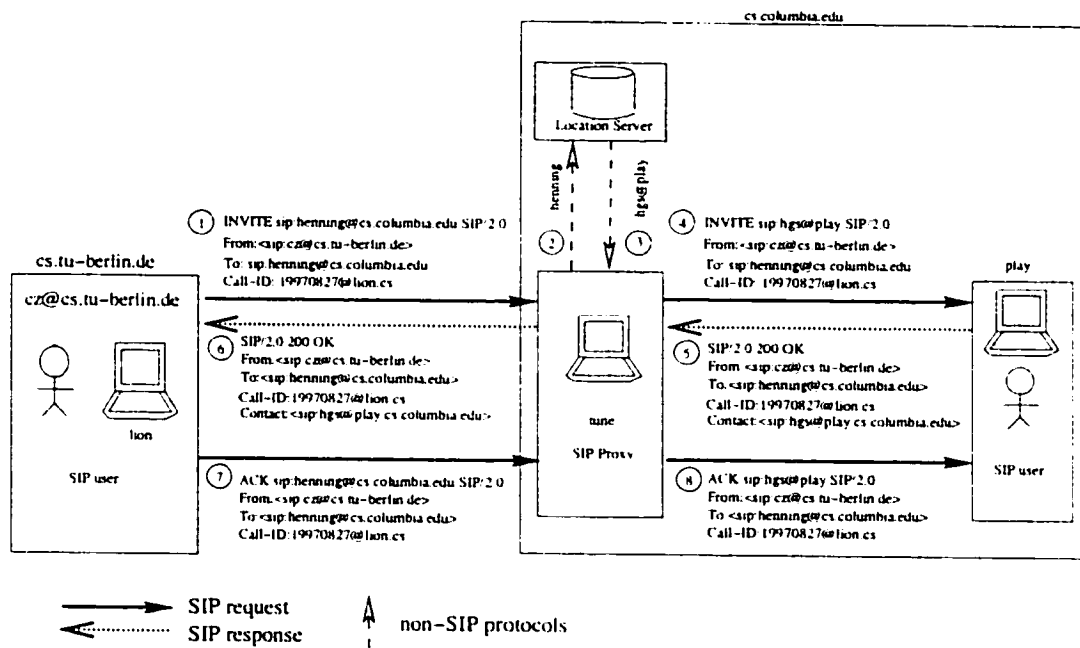 cs.columbia.edu
Location Server
henning
hgs@play
1 INVITE sip:henning@cs.columbia.edu SIP/2.0
From:<sip:cz@cs.tu-berlin.de>
To: sip:henning@cs.columbia.edu
Call-ID: 19970827@lion.cs
2
3
4 INVITE sip:hgs@play SIP/2.0
From:<sip:cz@cs.tu-berlin.de>
To: sip:henning@cs.columbia.edu
Call-ID: 19970827@lion.cs
cs.tu-berlin.de
cz@cs.tu-berlin.de
lion
SIP user
6 SIP/2.0 200 OK
From:<sip:cz@cs.tu-berlin.de>
To:<sip:henning@cs.columbia.edu>
Call-ID:19970827@lion.cs
Contact:<sip:hgs@play.cs.columbia.edu>
tune
SIP Proxy
5 SIP/2.0 200 OK
From:<sip:cz@cs.tu-berlin.de>
To:<sip:henning@cs.columbia.edu>
Call-ID:19970827@lion.cs
Contact:<sip:hgs@play.cs.columbia.edu>
play
SIP user
7 ACK sip:henning@cs.columbia.edu SIP/2.0
From:<sip:cz@cs.tu-berlin.de>
To:<sip:henning@cs.columbia.edu>
Call-ID:19970827@lion.cs
8 ACK sip:hgs@play SIP/2.0
From:<sip:cz@cs.tu-berlin.de>
To:<sip:henning@cs.columbia.edu>
Call-ID:19970827@lion.cs
SIP request
SIP response
non-SIP protocols